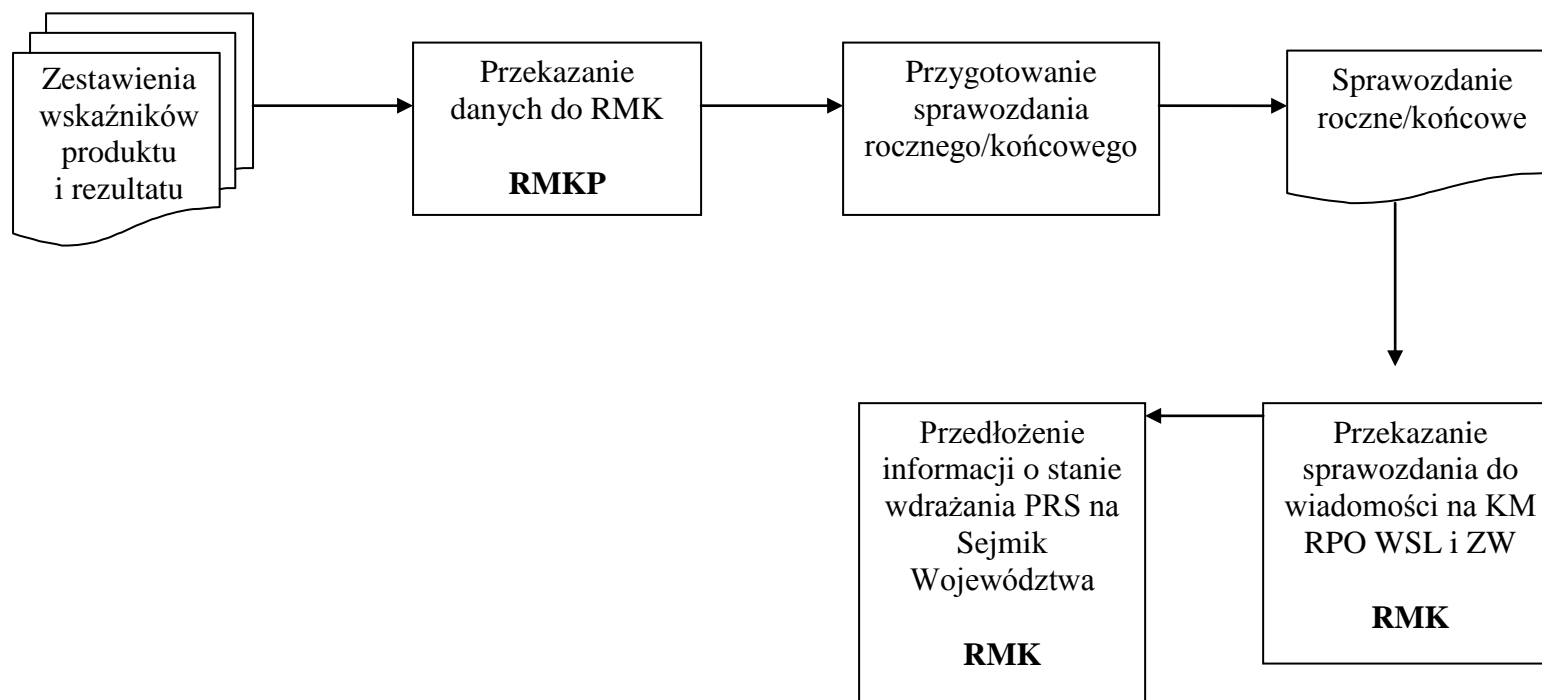 Zestawienia
wskaźników
produktu
i rezultatu
Przekazanie
danych do RMK
RMKP
Przygotowanie
sprawozdania
rocznego/końcowego
Sprawozdanie
roczne/końcowe
Przekazanie
sprawozdania do
wiadomości na KM
RPO WSL i ZW
RMK
Przedłożenie
informacji o stanie
wdrażania PRS na
Sejmik
Województwa
RMK